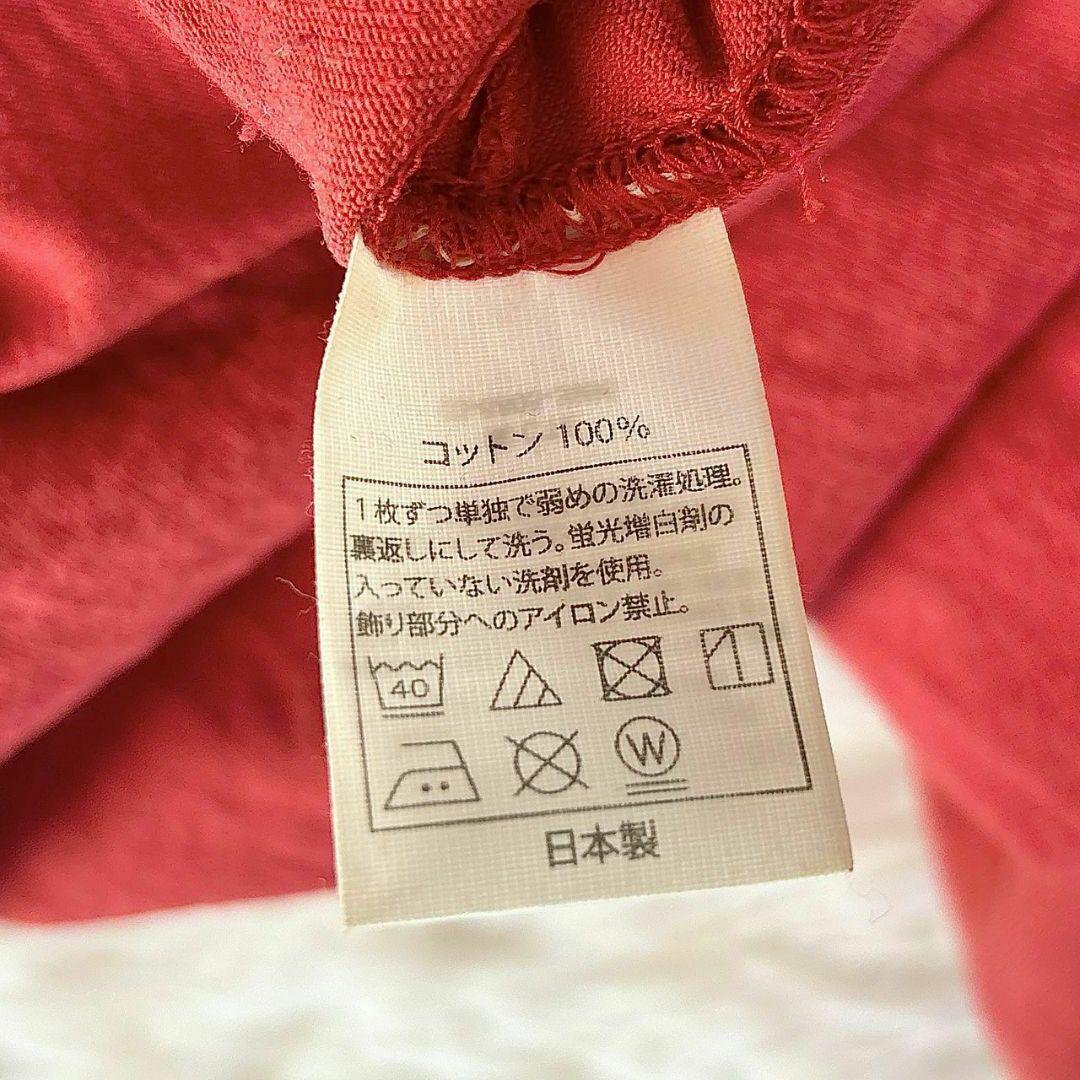 コットン 100%
1枚ずつ単独で弱めの洗濯処理。
裏返しにして洗う。蛍光増白剤の
入っていない洗剤を使用。
飾り部分へのアイロン禁止。
40
W
日本製